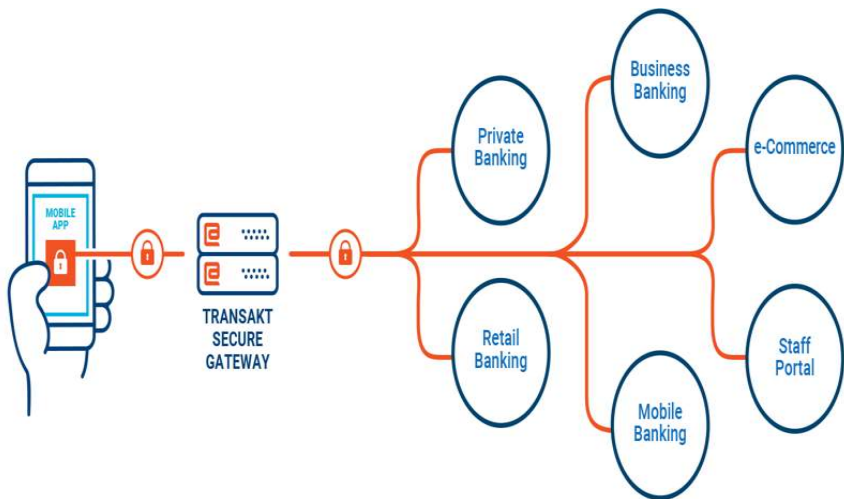 MOBILE
APP
TRANSAKT
SECURE
GATEWAY
Private
Banking
Business
Banking
e-Commerce
Retail
Banking
Mobile
Banking
Staff
Portal